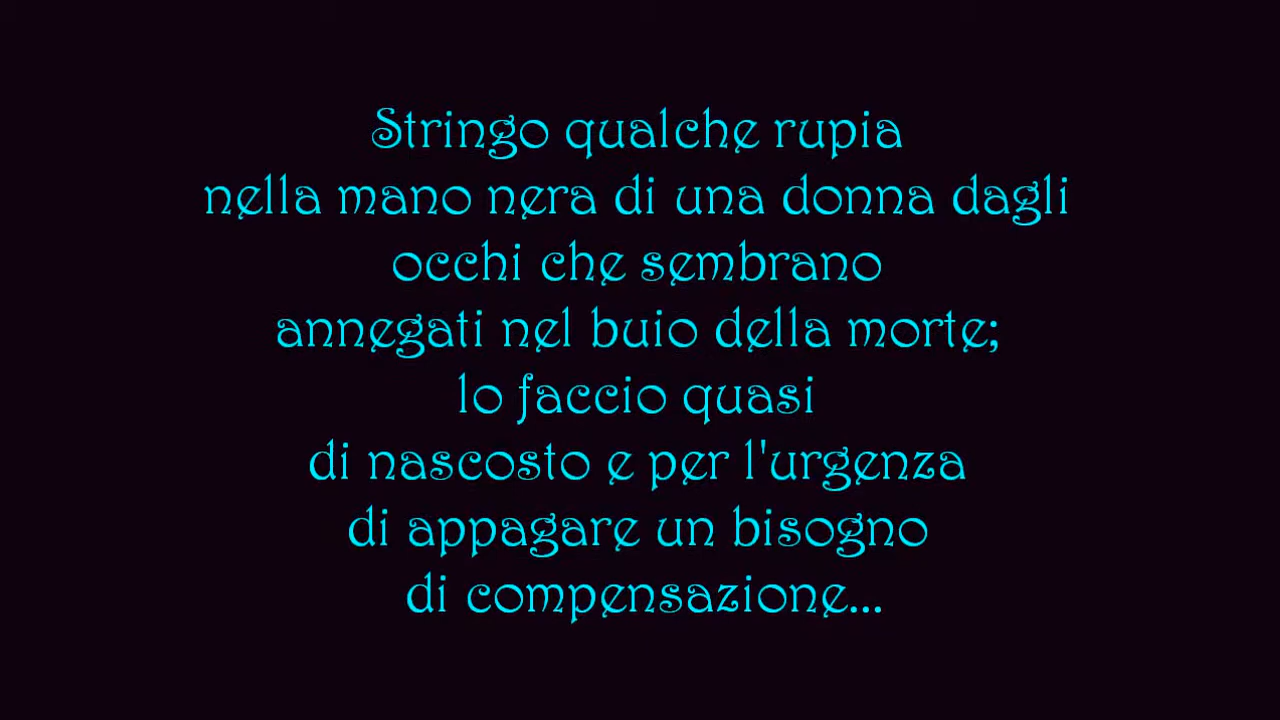 Stringo qualche rupia
nella mano nera di una donna dagli
occhi che sembrano
annegati nel buio della morte;
lo faccio quasi
di nascosto e per l'urgenza
di appagare un bisogno
di compensazione...